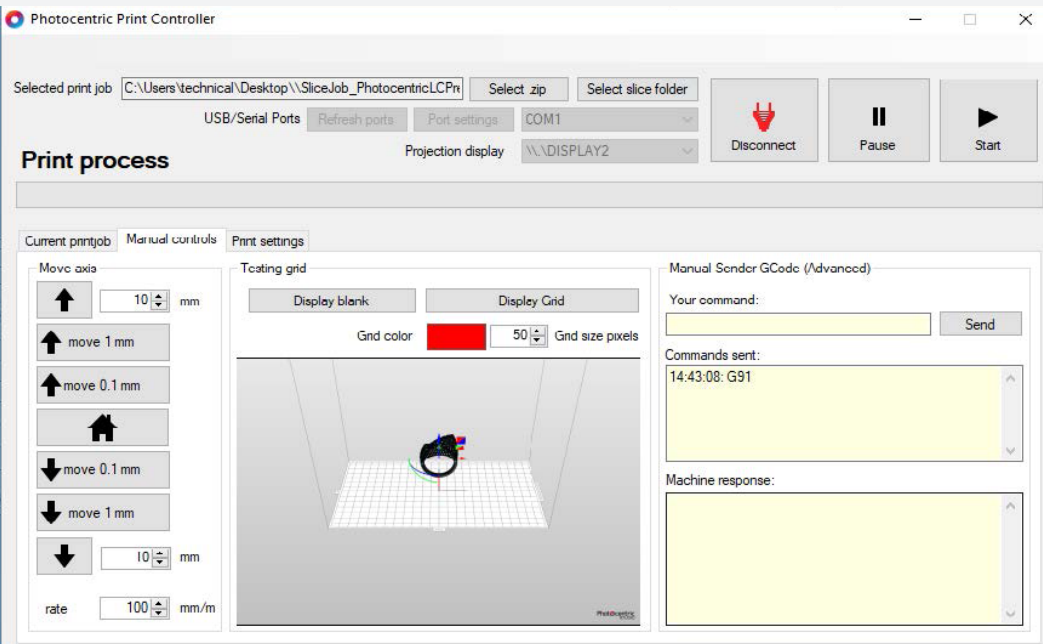 Photocentric Print Controller
Selected print job C:\Users\technical\Desktop\\SliceJob_PhotocentricLCPr Select .zip Select slice folder
USB/Serial Ports Refresh ports Port settings COM1
Projection display \\.\DISPLAY2
Disconnect Pause Start
Print process
Current printjob Manual controls Print settings
Move axis
10 mm
move 1 mm
move 0.1 mm
move 0.1 mm
move 1 mm
10 mm
rate 100 mm/m
Testing grid
Display blank Display Grid
Grid color 50 Grid size pixels
Photocentric
Manual Sender GCode (Advanced)
Your command:
Send
Commands sent:
14:43:08: G91
Machine response: